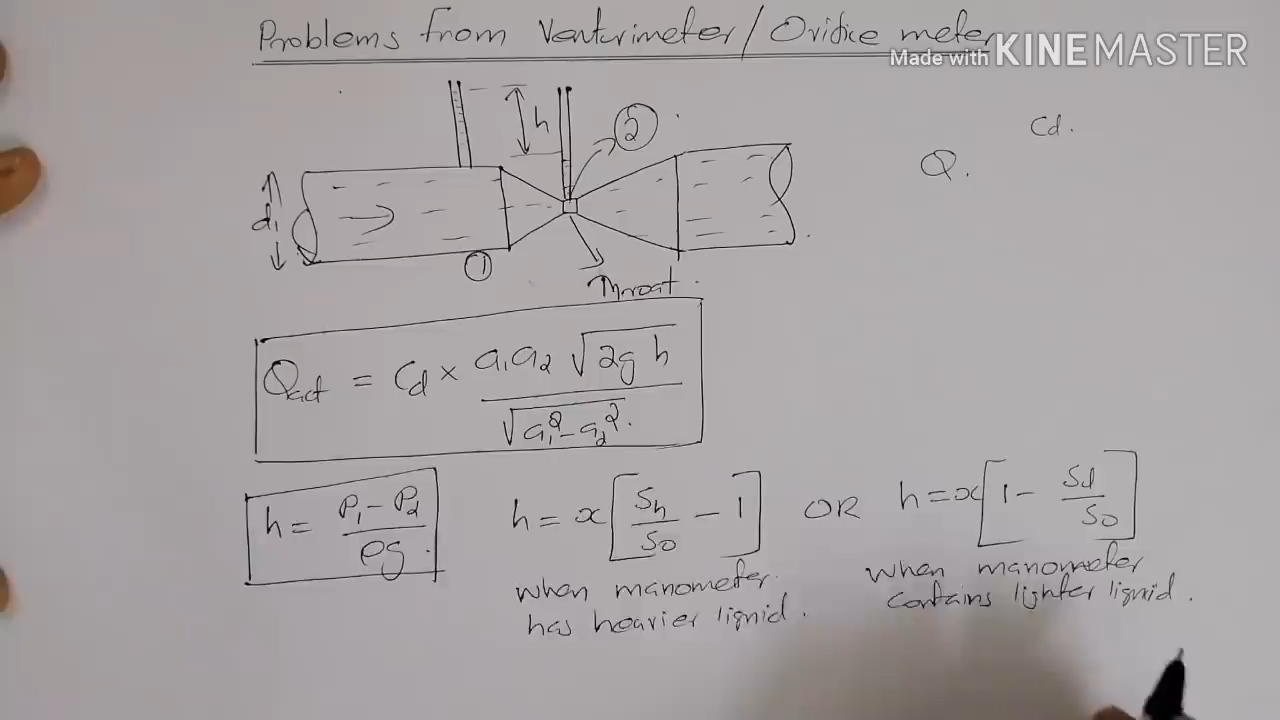 Problems from Venturimeter / Orifice meter
Made with KINEMASTER
h
2
Cd.
Q.
d₁
1
Throat.
Qact = Cd × a₁a₂ √2gh / √a₁²-a₂².
h = P₁ - P₂ / ρg.
h = x [Sh/So - 1] OR h = x [1 - Sl/So]
when manometer. has heavier liquid.
when manometer contains lighter liquid.